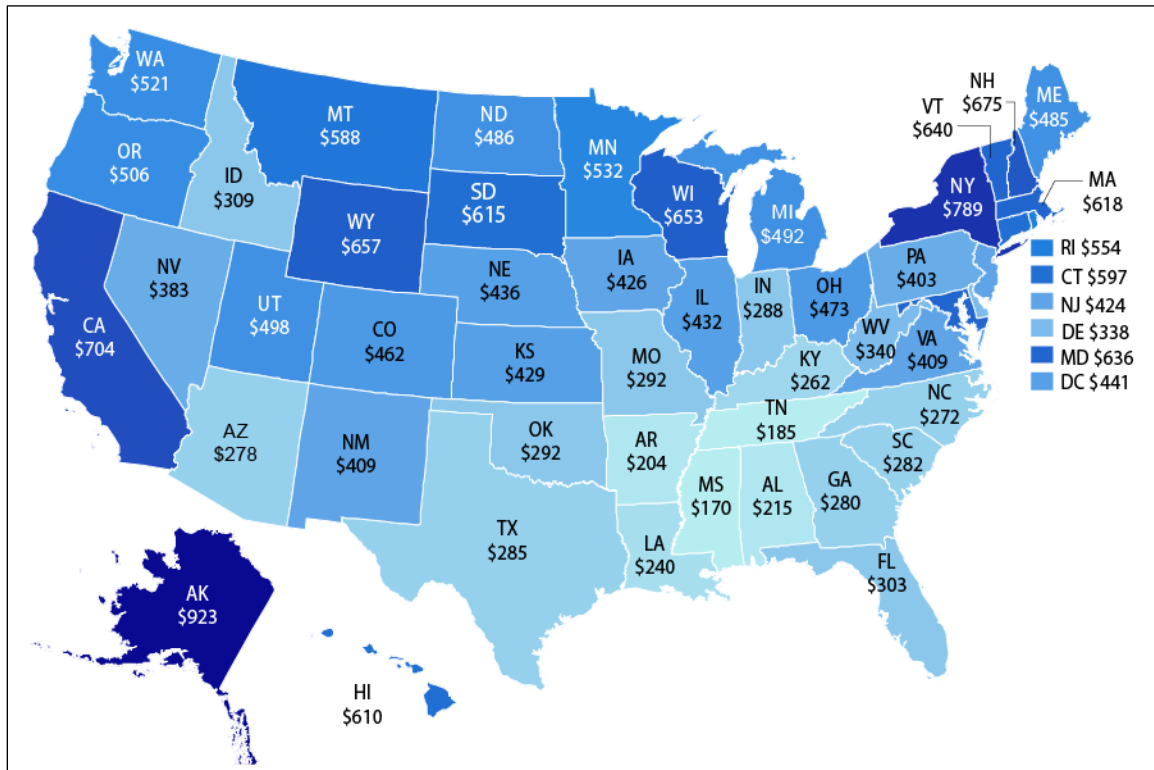 WA
$521
MT
$588
ND
$486
MN
$532
NH
$675
VT
$640
ME
$485
OR
$506
ID
$309
WY
$657
SD
$615
WI
$653
MI
$492
NY
$789
MA
$618
RI $554
CT $597
NJ $424
DE $338
MD $636
DC $441
NV
$383
UT
$498
CO
$462
NE
$436
IA
$426
IL
$432
IN
$288
OH
$473
PA
$403
CA
$704
KS
$429
MO
$292
KY
$262
WV
$340
VA
$409
AZ
$278
NM
$409
OK
$292
AR
$204
TN
$185
NC
$272
SC
$282
TX
$285
LA
$240
MS
$170
AL
$215
GA
$280
FL
$303
AK
$923
HI
$610